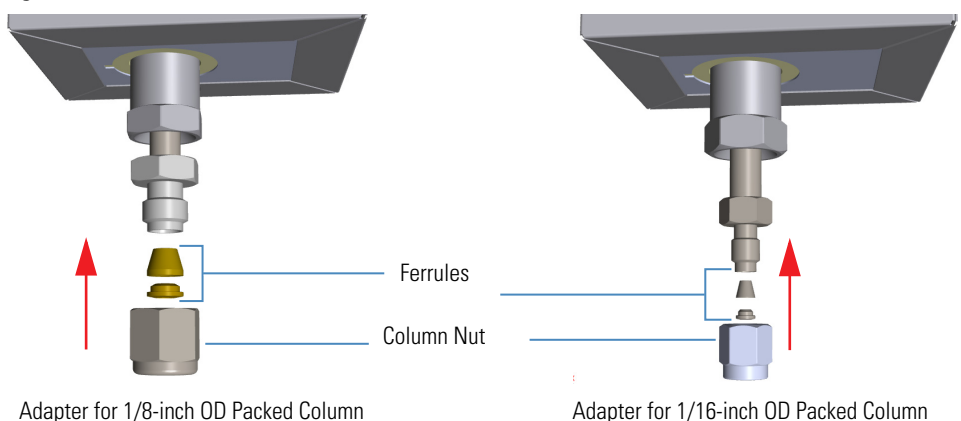 Ferrules
Column Nut
Adapter for 1/8-inch OD Packed Column
Adapter for 1/16-inch OD Packed Column